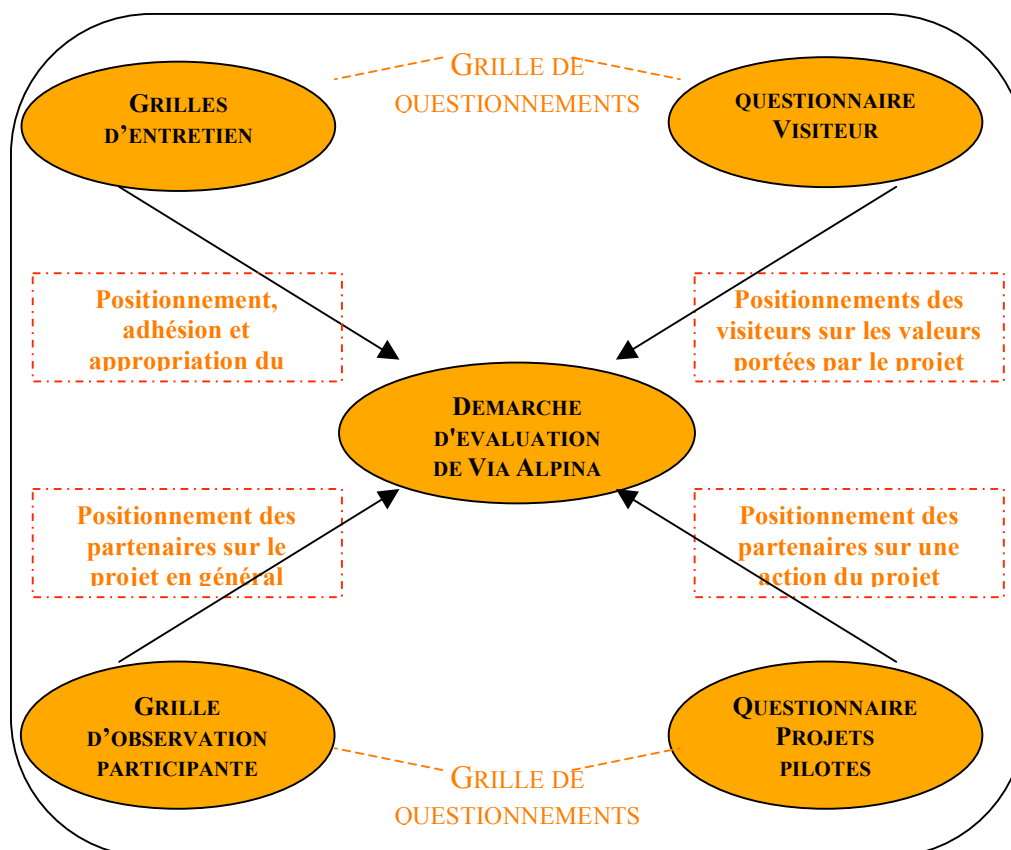 GRILLES
D'ENTRETIEN
GRILLE DE
QUESTIONNEMENTS
QUESTIONNAIRE
VISITEUR
Positionnement,
adhésion et
appropriation du
Positionnements des
visiteurs sur les valeurs
portées par le projet
DEMARCHE
D'EVALUATION
DE VIA ALPINA
Positionnement des
partenaires sur le
projet en général
Positionnement des
partenaires sur une
action du projet
GRILLE
D'OBSERVATION
PARTICIPANTE
GRILLE DE
QUESTIONNEMENTS
QUESTIONNAIRE
PROJETS
PILOTES